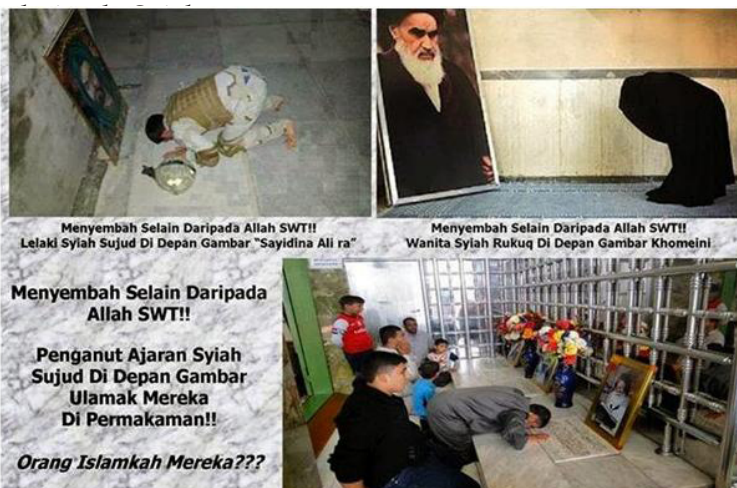 Menyembah Selain Daripada Allah SWT!!
Lelaki Syiah Sujud Di Depan Gambar "Sayidina Ali ra"
Menyembah Selain Daripada Allah SWT!!
Wanita Syiah Rukuq Di Depan Gambar Khomeini
Menyembah Selain Daripada
Allah SWT!!
Penganut Ajaran Syiah
Sujud Di Depan Gambar
Ulamak Mereka
Di Permakaman!!
Orang Islamkah Mereka???